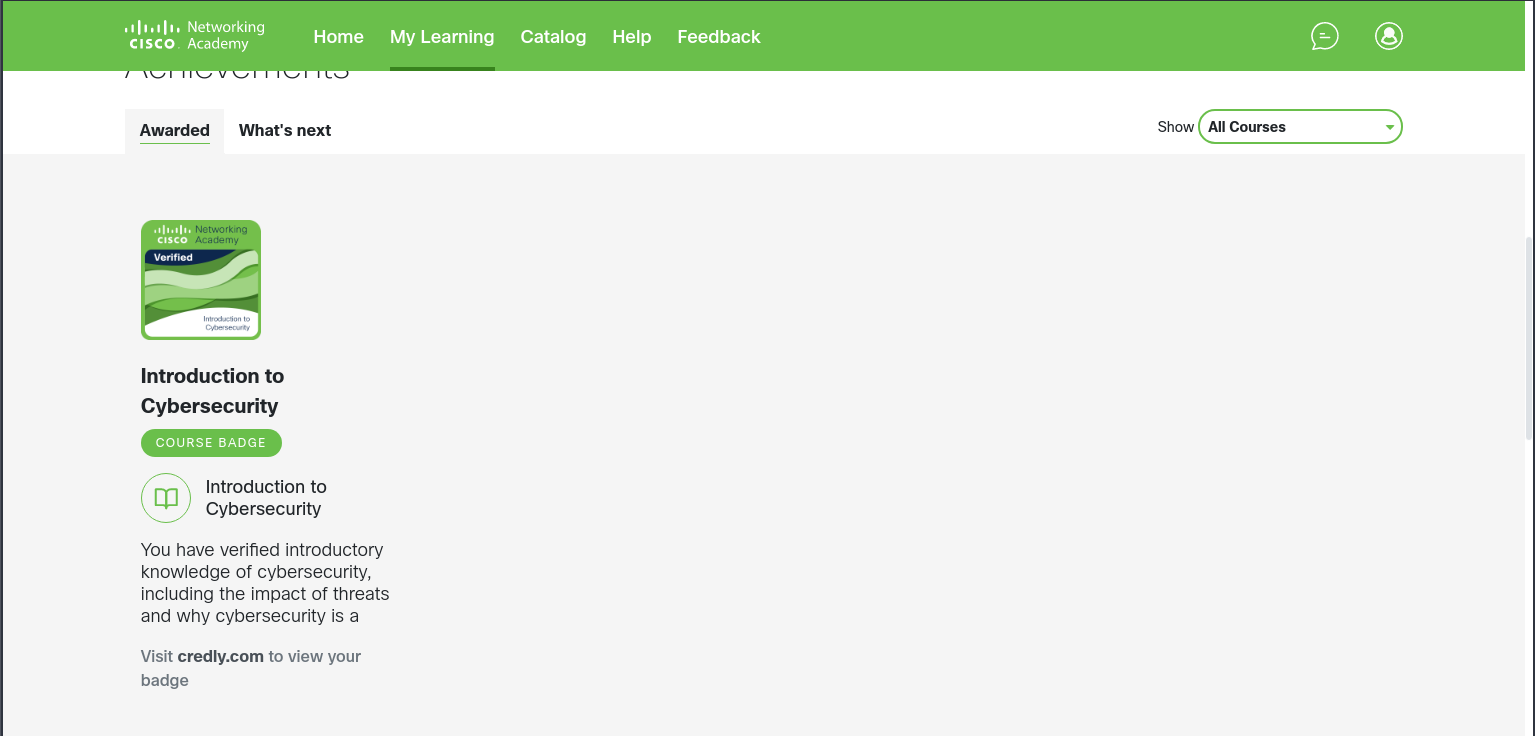 Networking
CISCO Academy
Home My Learning Catalog Help Feedback
Achievements
Awarded What's next
Show All Courses
Networking
CISCO Academy
Verified
Introduction to
Cybersecurity
Introduction to
Cybersecurity
COURSE BADGE
Introduction to
Cybersecurity
You have verified introductory
knowledge of cybersecurity,
including the impact of threats
and why cybersecurity is a
Visit credly.com to view your
badge